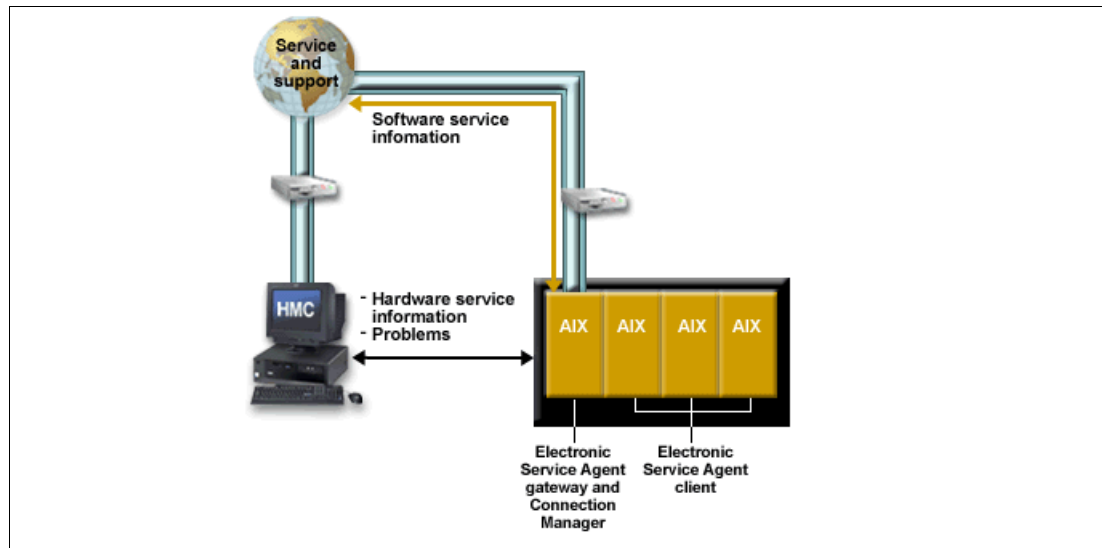 Service
and
support
Software service
infomation
HMC
- Hardware service
information
- Problems
AIX
AIX
AIX
AIX
Electronic
Service Agent
gateway and
Connection
Manager
Electronic
Service Agent
client